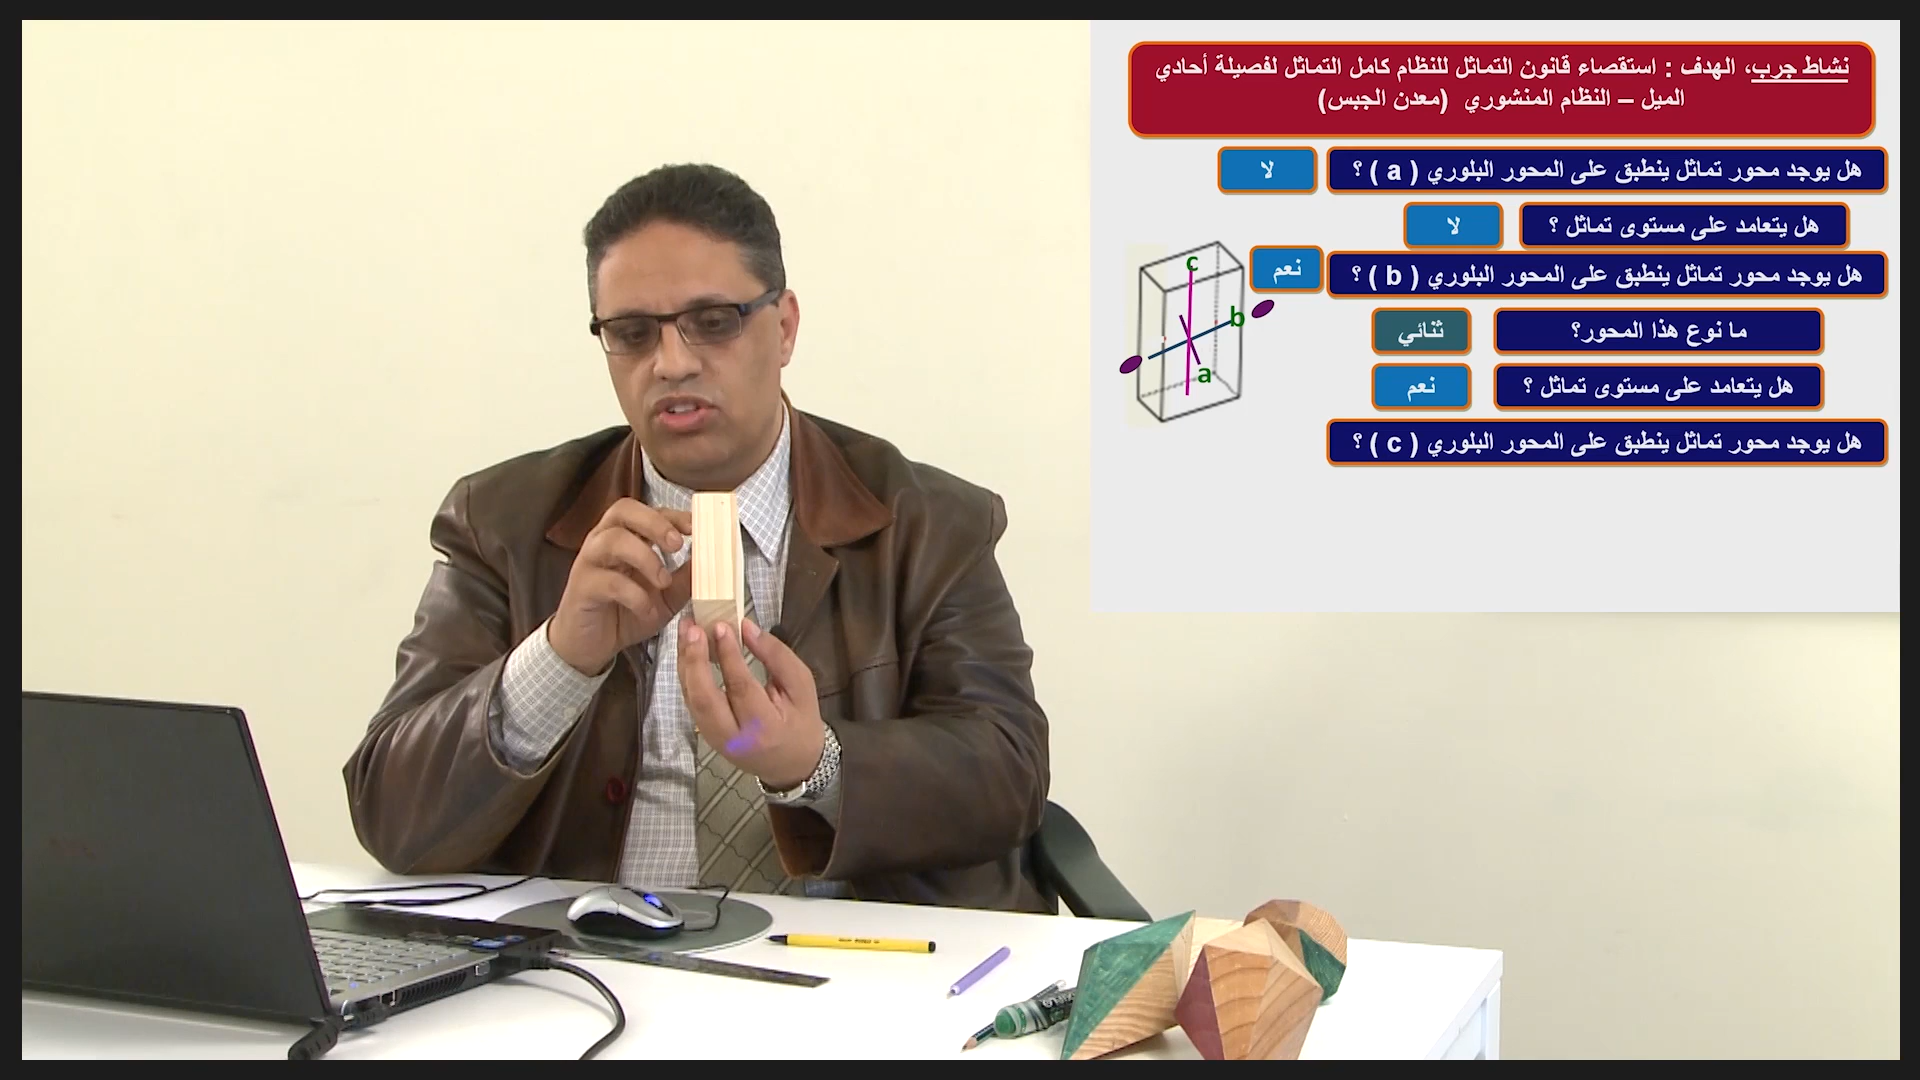 نشاط جرب، الهدف : استقصاء قانون التماثل للنظام كامل التماثل لفصيلة أحادي
الميل – النظام المنشوري (معدن الجبس)
هل يوجد محور تماثل ينطبق على المحور البلوري ( a ) ؟
لا
هل يتعامد على مستوى تماثل ؟
لا
هل يوجد محور تماثل ينطبق على المحور البلوري ( b ) ؟
نعم
ما نوع هذا المحور؟
ثنائي
هل يتعامد على مستوى تماثل ؟
نعم
هل يوجد محور تماثل ينطبق على المحور البلوري ( c ) ؟
c
b
a